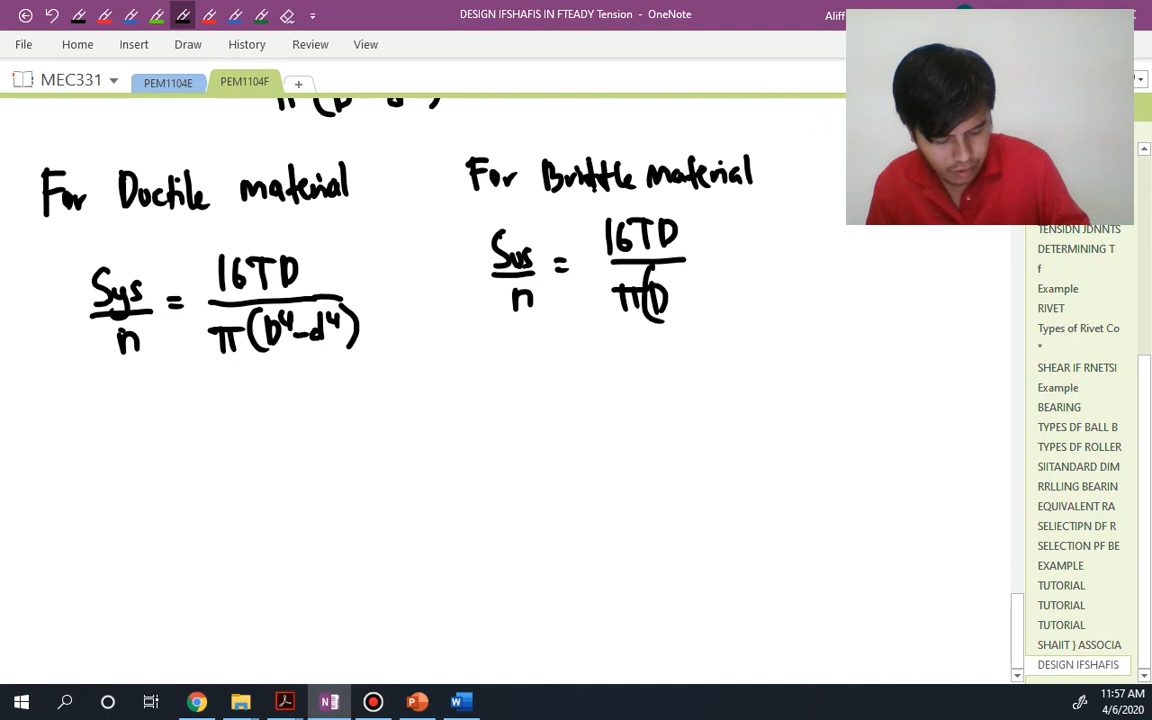 DESIGN IFSHAFIS IN FTEADY Tension - OneNote
Aliff
File Home Insert Draw History Review View
MEC331 PEM1104E PEM1104F
For Ductile material
For Brittle material
Sys/n = 16TD/π(D⁴-d⁴)
Sus/n = 16TD/π(D
TENSIDN JDNNTS
DETERMINING T
f
Example
RIVET
Types of Rivet Co
*
SHEAR IF RNETSI
Example
BEARING
TYPES DF BALL B
TYPES DF ROLLER
SIITANDARD DIM
RRLLING BEARIN
EQUIVALENT RA
SELIECTIPN DF R
SELECTION PF BE
EXAMPLE
TUTORIAL
TUTORIAL
TUTORIAL
SHAIIT } ASSOCIA
DESIGN IFSHAFIS
11:57 AM
4/6/2020